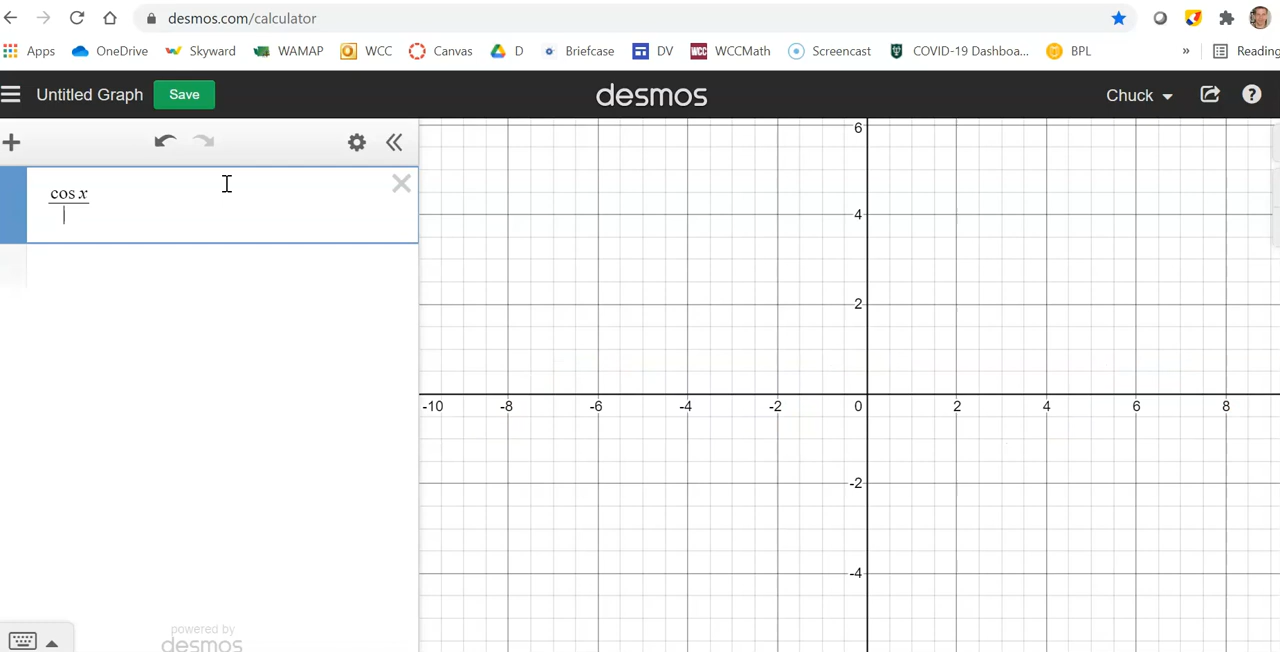 desmos.com/calculator
Apps OneDrive Skyward WAMAP WCC Canvas D Briefcase DV WCCMath Screencast COVID-19 Dashboa... BPL » Reading
Untitled Graph Save desmos Chuck ?
cos x
6
4
2
-10 -8 -6 -4 -2 0 2 4 6 8
-2
-4
powered by
desmos